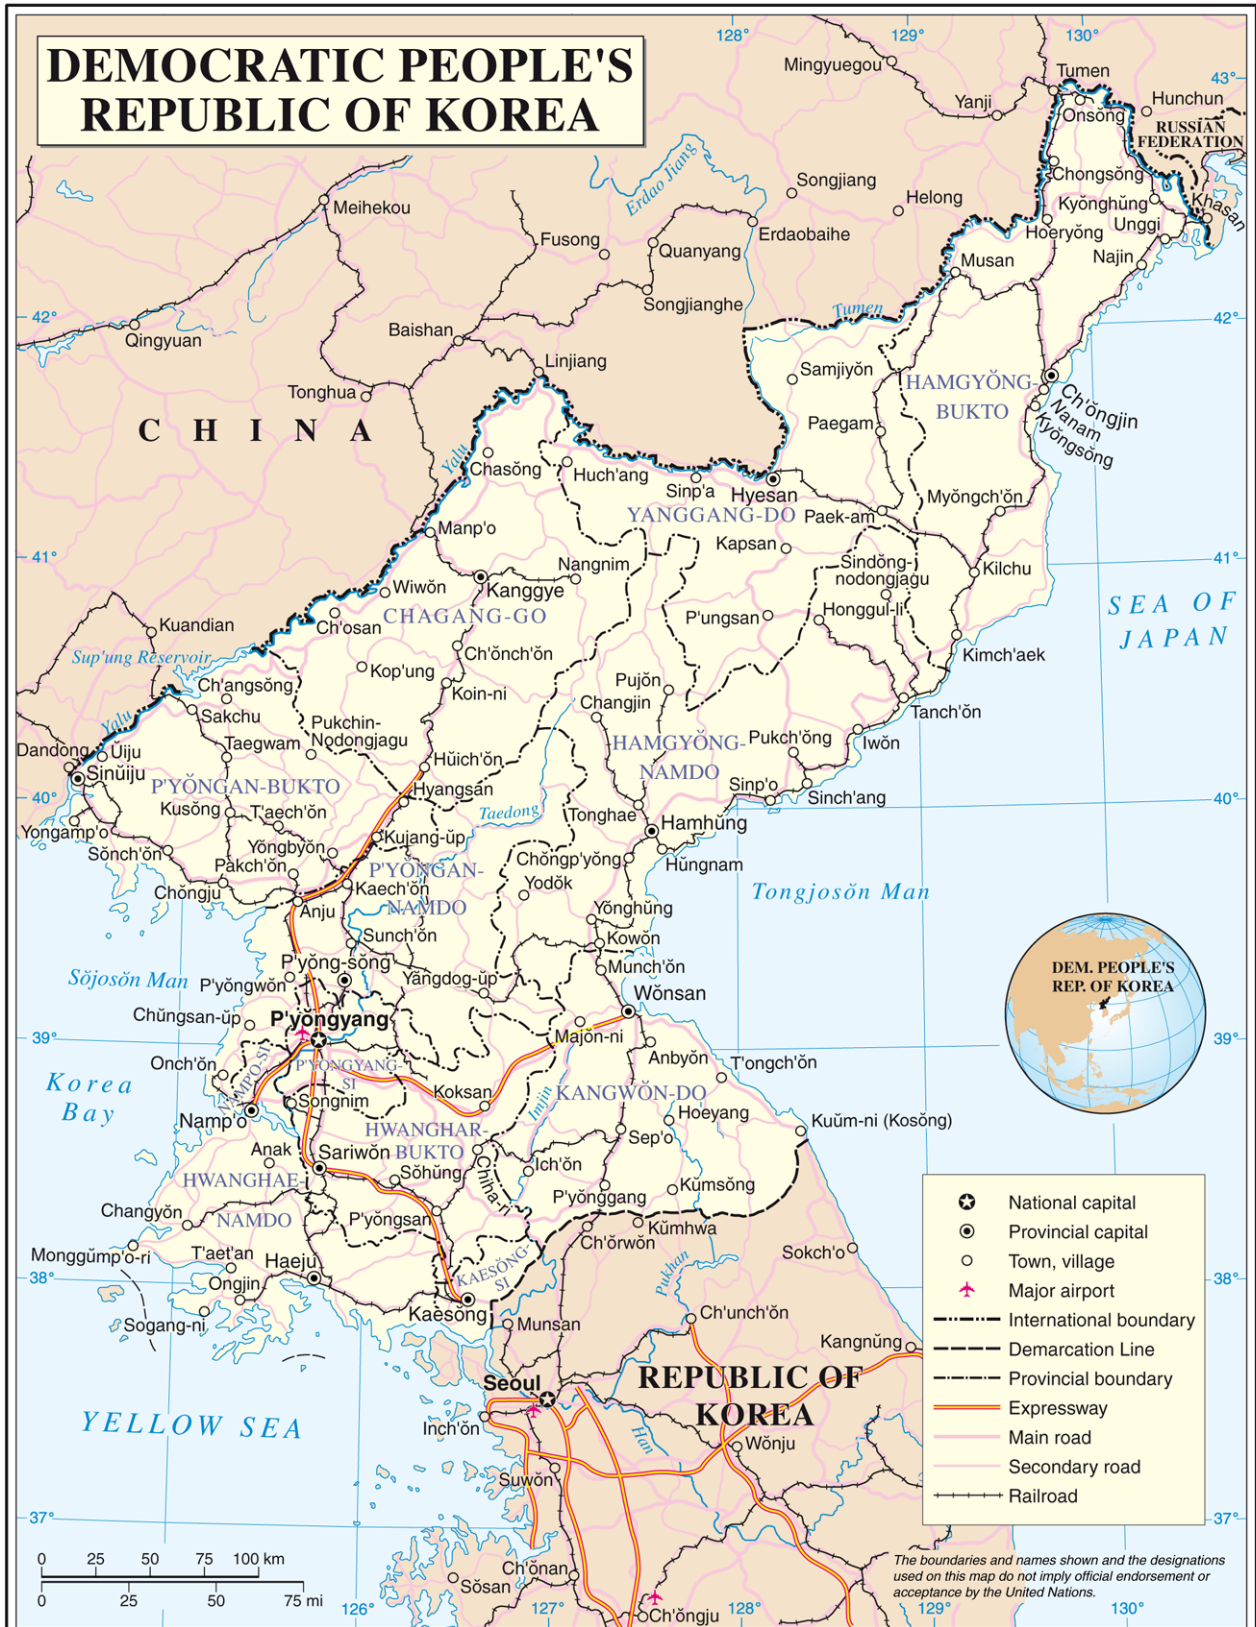 DEMOCRATIC PEOPLE'S
REPUBLIC OF KOREA
128°
129°
130°
43°
Mingyuegou
Tumen
Yanji
Hunchun
Onsŏng
RUSSIAN
FEDERATION
Erdao Jiang
Songjiang
Helong
Chongsŏng
Kyŏnghŭng
Khasan
Meihekou
Fusong
Quanyang
Erdaobaihe
Hoeryŏng
Unggi
Musan
Najin
Songjianghe
42°
Tumen
42°
Qingyuan
Baishan
Linjiang
Samjiyŏn
HAMGYŎNG-
BUKTO
Tonghua
Ch'ŏngjin
Nanam
Kyŏngsŏng
CHINA
Paegam
Yalu
Chasŏng
Huch'ang
Sinp'a
Hyesan
Myŏngch'ŏn
YANGGANG-DO
Paek-am
Manp'o
Kapsan
41°
41°
Nangnim
Sindŏng-
nodongjagu
Kilchu
Wiwŏn
Kanggye
SEA OF
JAPAN
CHAGANG-GO
Honggul-li
P'ungsan
Kuandian
Ch'osan
Sup'ung Reservoir
Ch'ŏnch'ŏn
Kimch'aek
Kop'ung
Koin-ni
Pujŏn
Ch'angsŏng
Changjin
Tanch'ŏn
Sakchu
Yalu
Pukchin-
Nodongjagu
Dandong
Ŭiju
Taegwam
HAMGYŎNG-
NAMDO
Pukch'ŏng
Iwŏn
Hŭich'ŏn
Sinŭiju
P'YŎNGAN-BUKTO
Hyangsan
Sinp'o
Sinch'ang
40°
40°
Kusŏng
T'aech'ŏn
Taedong
Tonghae
Hamhŭng
Yongamp'o
Kujang-ŭp
Yŏngbyŏn
Sŏnch'ŏn
Chŏngp'yŏng
Hŭngnam
Pakch'ŏn
P'YŎNGAN-
NAMDO
Kaech'ŏn
Yodŏk
Chŏngju
Anju
Tongjosŏn Man
Yŏnghŭng
Sunch'ŏn
Kowŏn
P'yŏng-sŏng
Munch'ŏn
Sŏjosŏn Man
P'yŏngwŏn
Yangdog-ŭp
Wŏnsan
DEM. PEOPLE'S
REP. OF KOREA
Chŭngsan-ŭp
P'yŏngyang
Majŏn-ni
39°
39°
Anbyŏn
T'ongch'ŏn
Onch'ŏn
NAMPO-SI
P'YONGYANG-
SI
Korea
Bay
Koksan
Imjin
KANGWŎN-DO
Songnim
Namp'o
Hoeyang
Kuŭm-ni (Kosŏng)
HWANGHAR-
BUKTO
Sep'o
Anak
Sariwŏn
HWANGHAE-
NAMDO
Sŏhŭng
Chiha-ri
Ich'ŏn
P'yŏnggang
Kŭmsŏng
Changyŏn
P'yŏngsan
Kŭmhwa
Ch'ŏrwŏn
Monggŭmp'o-ri
T'aet'an
Haeju
KAESŎNG-
SI
Sokch'o
Pukhan
38°
38°
Ongjin
Kaesŏng
Sogang-ni
Munsan
Ch'unch'ŏn
Kangnŭng
REPUBLIC OF
KOREA
Seoul
YELLOW SEA
Inch'ŏn
Han
Wŏnju
Suwŏn
37°
37°
National capital
Provincial capital
Town, village
Major airport
International boundary
Demarcation Line
Provincial boundary
Expressway
Main road
Secondary road
Railroad
0 25 50 75 100 km
0 25 50 75 mi
Ch'ŏnan
Sŏsan
Ch'ŏngju
The boundaries and names shown and the designations
used on this map do not imply official endorsement or
acceptance by the United Nations.
126°
127°
128°
129°
130°